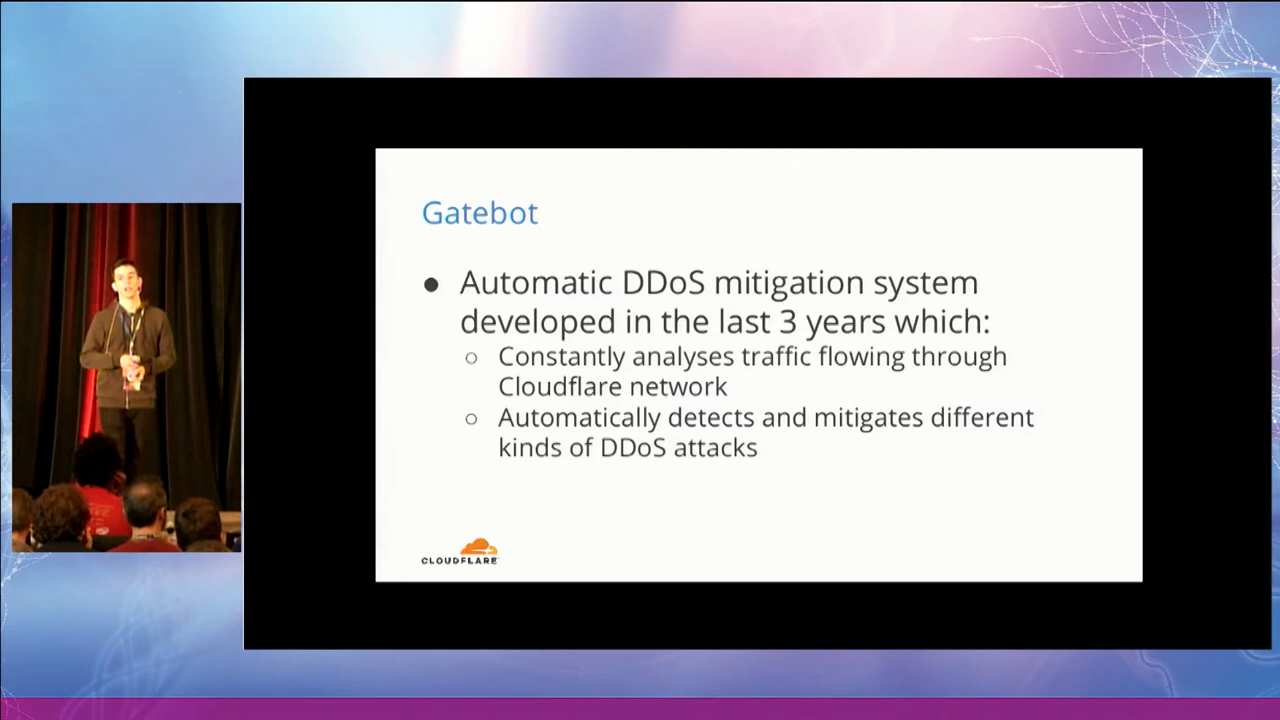 Gatebot
● Automatic DDoS mitigation system
developed in the last 3 years which:
○ Constantly analyses traffic flowing through
Cloudflare network
○ Automatically detects and mitigates different
kinds of DDoS attacks
CLOUDFLARE